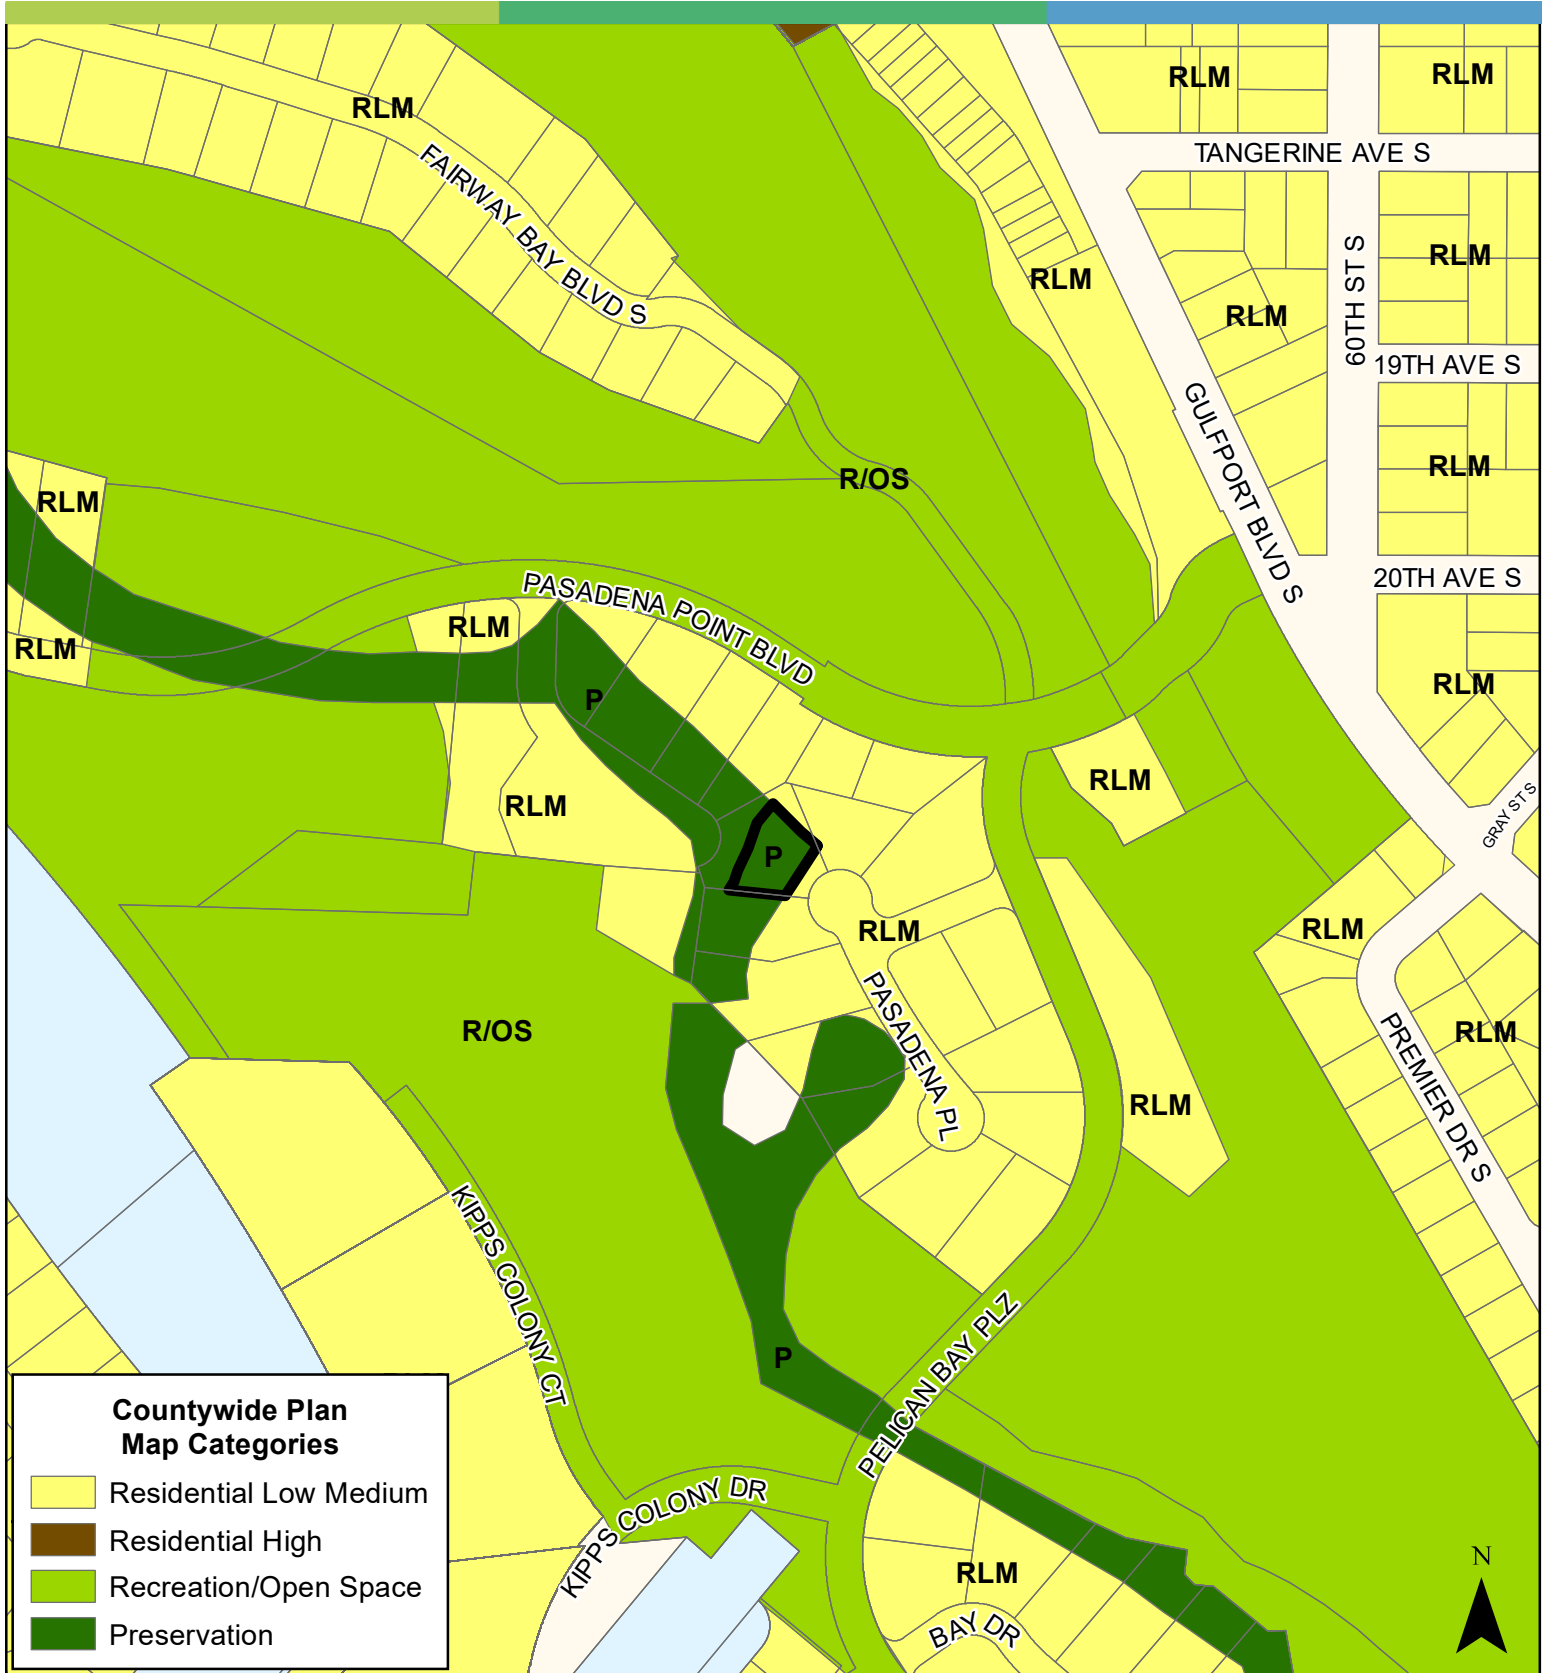 RLM
RLM
RLM
TANGERINE AVE S
FAIRWAY BAY BLVD S
60TH ST S
RLM
RLM
RLM
19TH AVE S
GULFPORT BLVD S
RLM
R/OS
RLM
20TH AVE S
PASADENA POINT BLVD
RLM
RLM
RLM
P
RLM
RLM
GRAY ST S
P
RLM
RLM
PASADENA PL
R/OS
PREMIER DR S
RLM
RLM
KIPPS COLONY CT
PELICAN BAY PLZ
P
KIPPS COLONY DR
RLM
BAY DR
N
Countywide Plan
Map Categories
Residential Low Medium
Residential High
Recreation/Open Space
Preservation